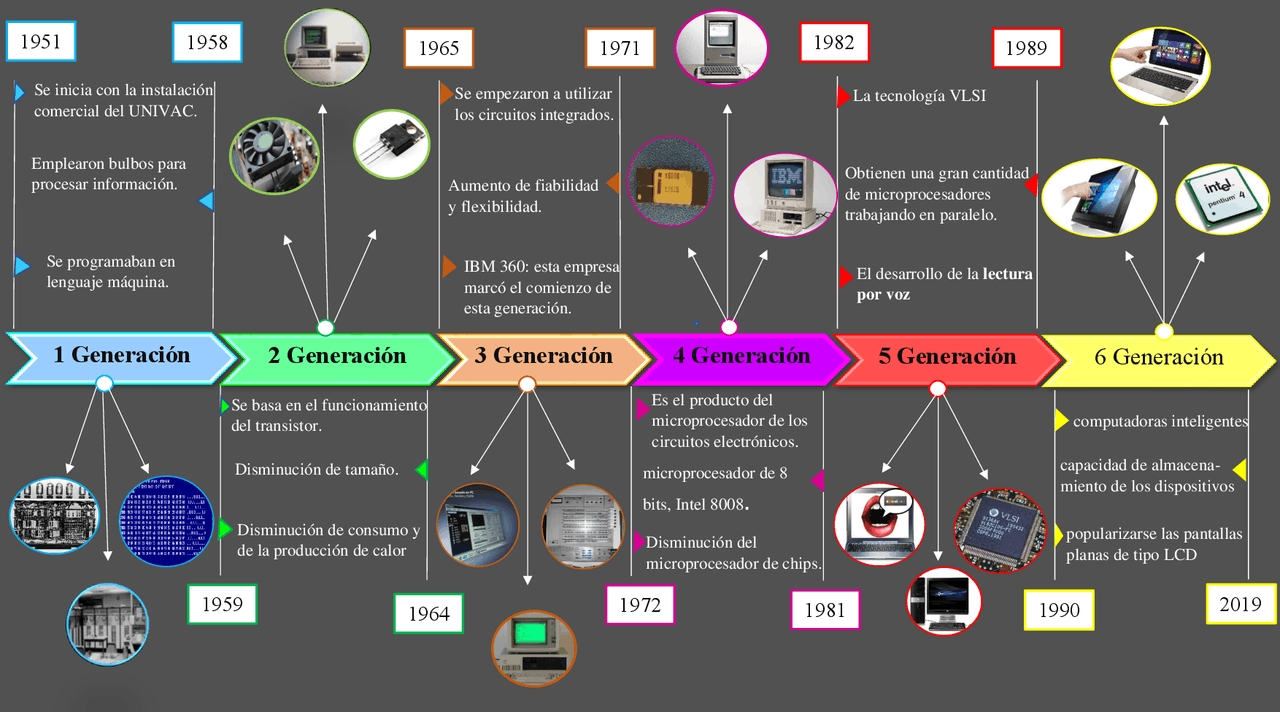 1951
1958
Se inicia con la instalación
comercial del UNIVAC.
Emplearon bulbos para
procesar información.
Se programaban en
lenguaje máquina.
1965
1971
Se empezaron a utilizar
los circuitos integrados.
Aumento de fiabilidad
y flexibilidad.
IBM 360: esta empresa
marcó el comienzo de
esta generación.
IBM
1982
1989
La tecnología VLSI
Obtienen una gran cantidad
de microprocesadores
trabajando en paralelo.
El desarrollo de la lectura
por voz
intel
pentium 4
1 Generación
2 Generación
3 Generación
4 Generación
5 Generación
6 Generación
Se basa en el funcionamiento
del transistor.
Disminución de tamaño.
Disminución de consumo y
de la producción de calor
1959
1964
Es el producto del
microprocesador de los
circuitos electrónicos.
microprocesador de 8
bits, Intel 8008.
Disminución del
microprocesador de chips.
1972
1981
VLSI
computadoras inteligentes
capacidad de almacena-
miento de los dispositivos
popularizarse las pantallas
planas de tipo LCD
1990
2019